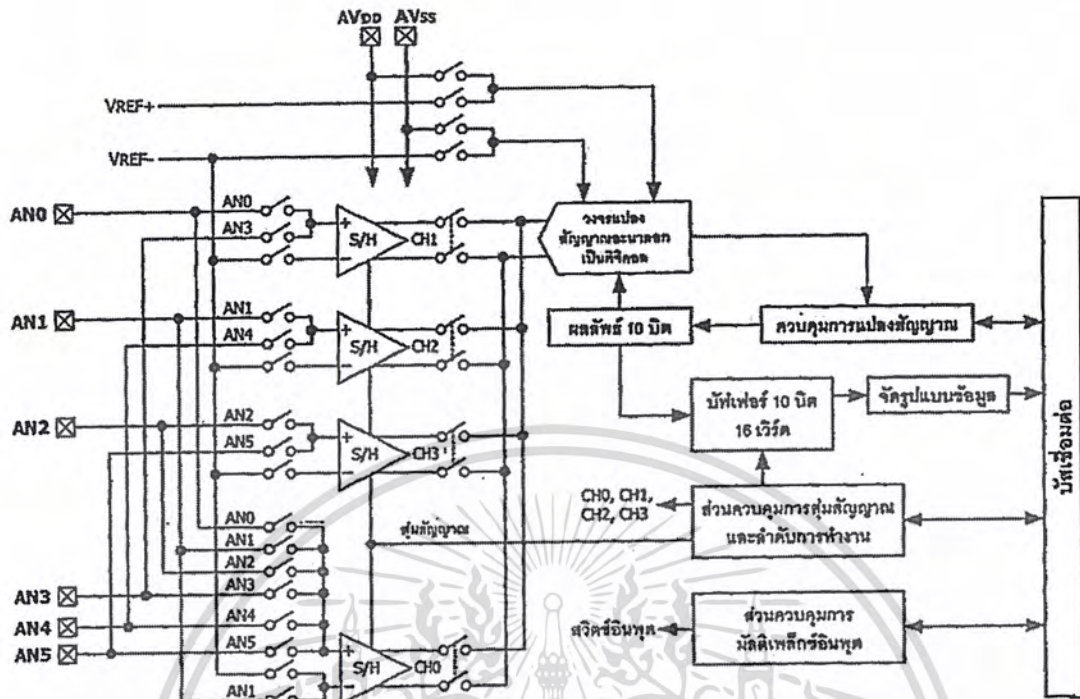 AVDD AVSS
VREF+
VREF-
AN0
AN0
AN3
S/H
CH1
วงจรแปลง
สัญญาณอะนาลอก
เป็นดิจิตอล
AN1
AN1
AN4
S/H
CH2
ผลลัพธ์ 10 บิต
ควบคุมการแปลงสัญญาณ
AN2
AN2
AN5
S/H
CH3
บัฟเฟอร์ 10 บิต
16 เวิร์ด
จัดรูปแบบข้อมูล
บัสเชื่อมต่อ
AN0
AN1
AN2
AN3
AN4
AN5
AN1
สุ่มสัญญาณ
CH0, CH1,
CH2, CH3
ส่วนควบคุมการสุ่มสัญญาณ
และลำดับการทำงาน
AN3
AN4
AN5
S/H
CH0
สวิตช์อินพุต
ส่วนควบคุมการ
มัลติเพล็กซ์อินพุต